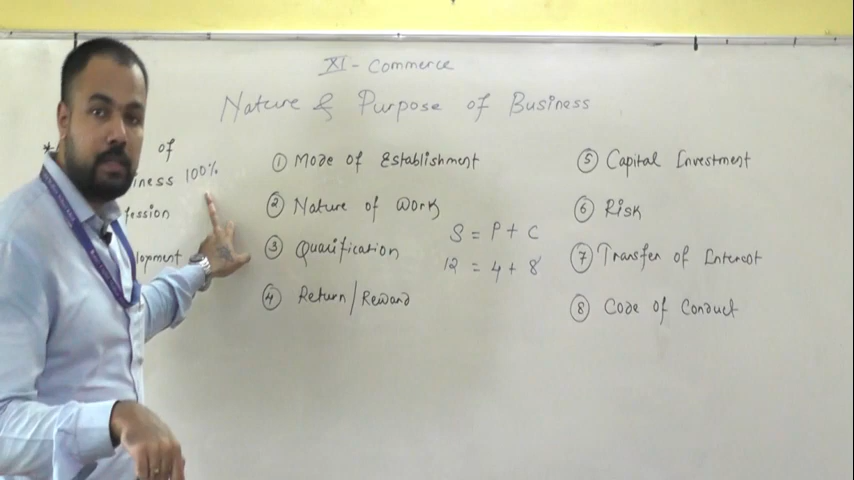 XI - Commerce
Nature & Purpose of Business
* of
iness 100%
fession
lopment
① Mode of Establishment
② Nature of Work
③ Qualification
④ Return/Reward
S = P + C
12 = 4 + 8
⑤ Capital Investment
⑥ Risk
⑦ Transfer of Interest
⑧ Code of Conduct